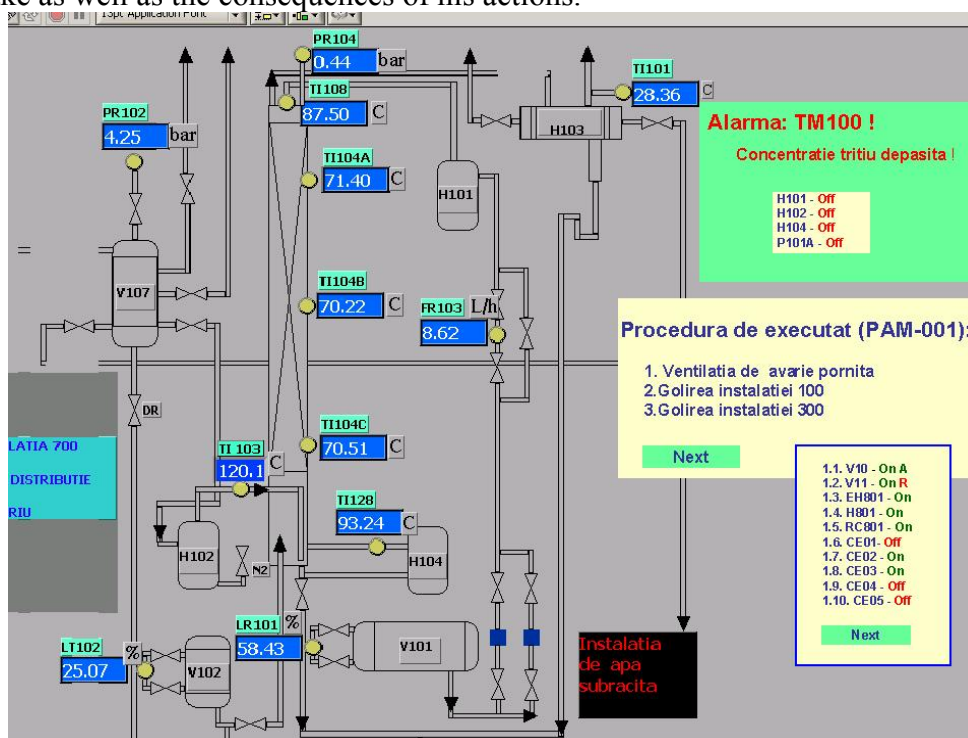 ke as well as the consequences of his actions.
PR104
0.44 bar
TI108
87.50 C
TI101
28.36 C
PR102
4.25 bar
H103
Alarma: TM100 !
Concentratie tritiu depasita !
H101 - Off
H102 - Off
H104 - Off
P101A - Off
TI104A
71.40 C
H101
V107
TI104B
70.22 C
FR103 L/h
8.62
Procedura de executat (PAM-001):
1. Ventilatia de avarie pornita
2.Golirea instalatiei 100
3.Golirea instalatiei 300
Next
DR
LATIA 700
DISTRIBUTIE
RIU
TI 103
120.1 C
TI104C
70.51 C
1.1. V10 - On A
1.2. V11 - On R
1.3. EH801 - On
1.4. H801 - On
1.5. RC801 - On
1.6. CE01- Off
1.7. CE02 - On
1.8. CE03 - On
1.9. CE04 - Off
1.10. CE05 - Off
Next
TI128
93.24 C
H102
N2
H104
LR101 %
58.43
V101
LT102 %
25.07
V102
Instalatia
de apa
subracita